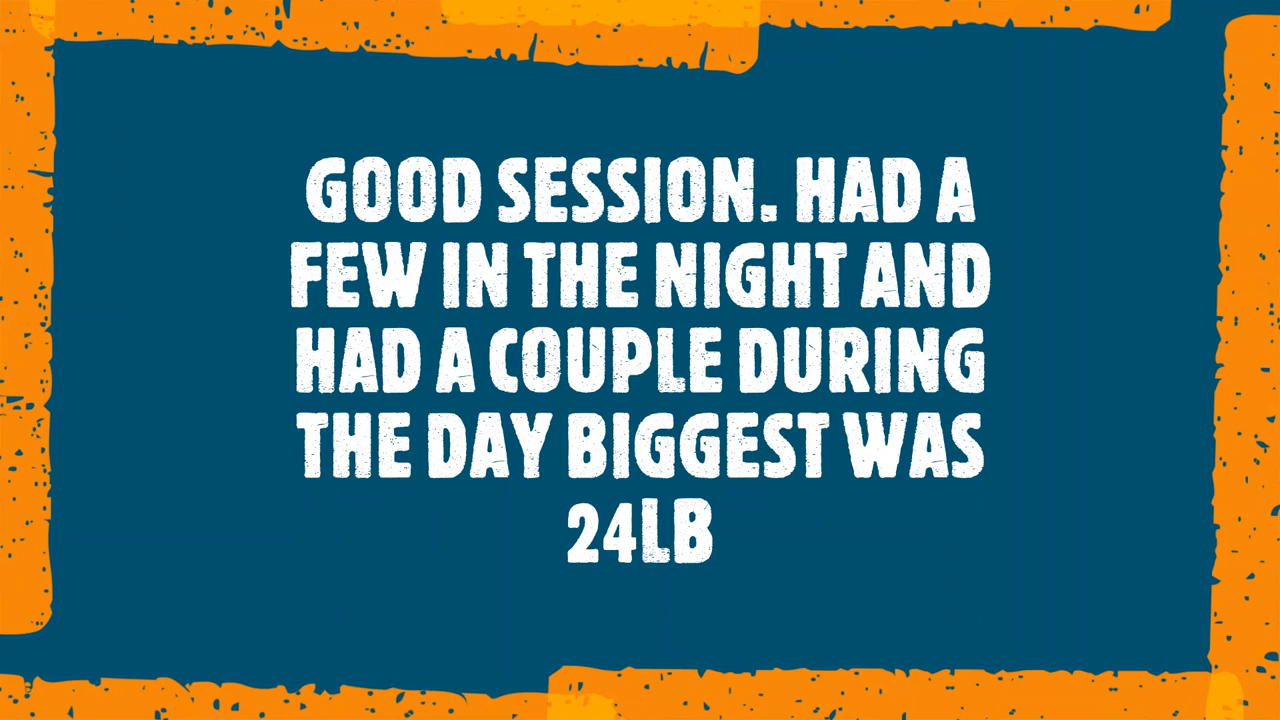 GOOD SESSION. HAD A
FEW IN THE NIGHT AND
HAD A COUPLE DURING
THE DAY BIGGEST WAS
24LB